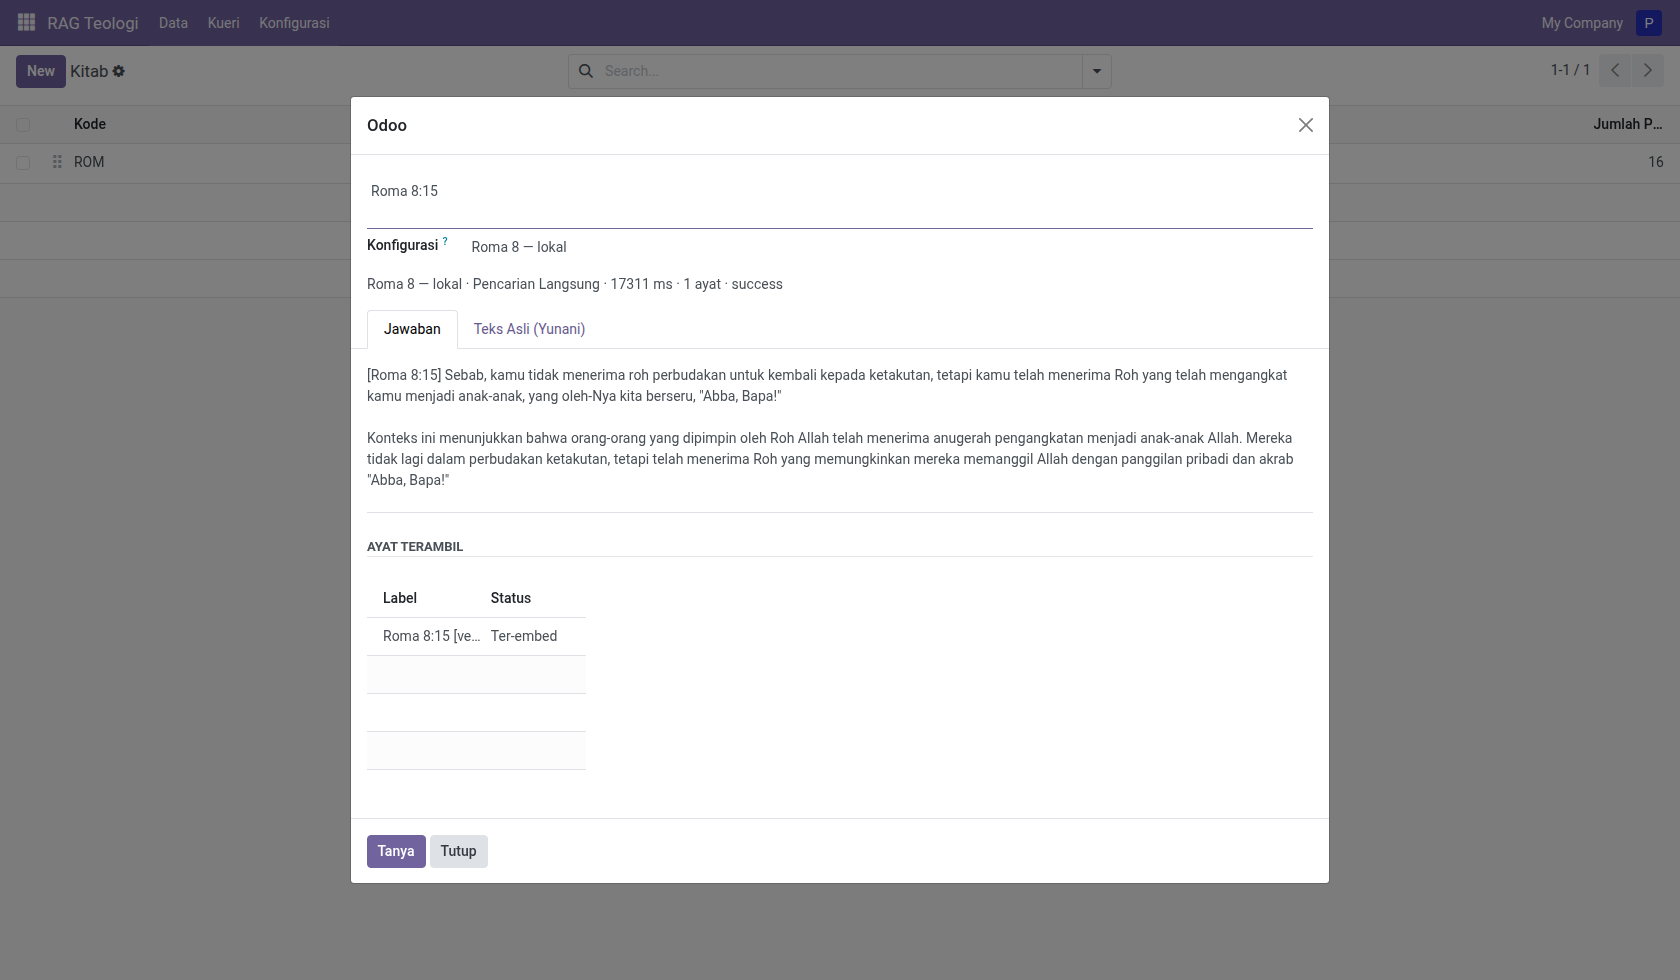 RAG Teologi Data Kueri Konfigurasi My Company P
New Kitab Search... 1-1 / 1
Kode Jumlah P...
ROM 16
Odoo
Roma 8:15
Konfigurasi ? Roma 8 — lokal
Roma 8 — lokal · Pencarian Langsung · 17311 ms · 1 ayat · success
Jawaban Teks Asli (Yunani)
[Roma 8:15] Sebab, kamu tidak menerima roh perbudakan untuk kembali kepada ketakutan, tetapi kamu telah menerima Roh yang telah mengangkat
kamu menjadi anak-anak, yang oleh-Nya kita berseru, "Abba, Bapa!"
Konteks ini menunjukkan bahwa orang-orang yang dipimpin oleh Roh Allah telah menerima anugerah pengangkatan menjadi anak-anak Allah. Mereka
tidak lagi dalam perbudakan ketakutan, tetapi telah menerima Roh yang memungkinkan mereka memanggil Allah dengan panggilan pribadi dan akrab
"Abba, Bapa!"
AYAT TERAMBIL
Label Status
Roma 8:15 [ve... Ter-embed
Tanya Tutup